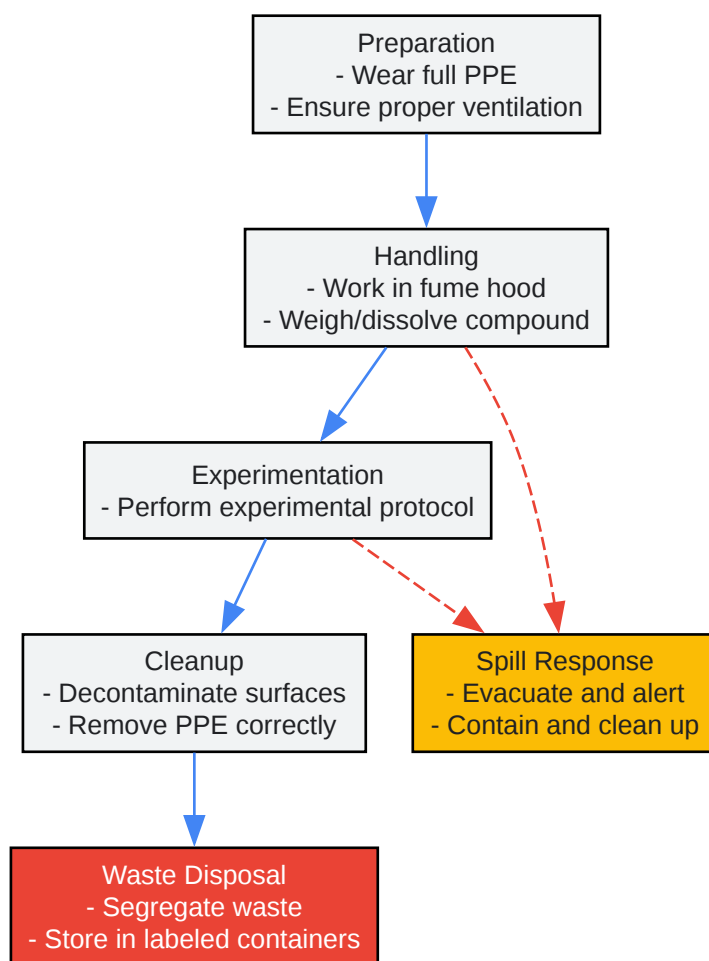 Preparation
- Wear full PPE
- Ensure proper ventilation
Handling
- Work in fume hood
- Weigh/dissolve compound
Experimentation
- Perform experimental protocol
Cleanup
- Decontaminate surfaces
- Remove PPE correctly
Spill Response
- Evacuate and alert
- Contain and clean up
Waste Disposal
- Segregate waste
- Store in labeled containers